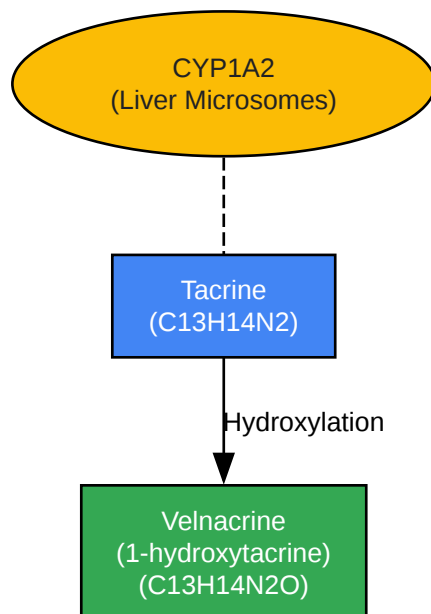 CYP1A2
(Liver Microsomes)
Tacrine
(C13H14N2)
Hydroxylation
Velnacrine
(1-hydroxytacrine)
(C13H14N2O)